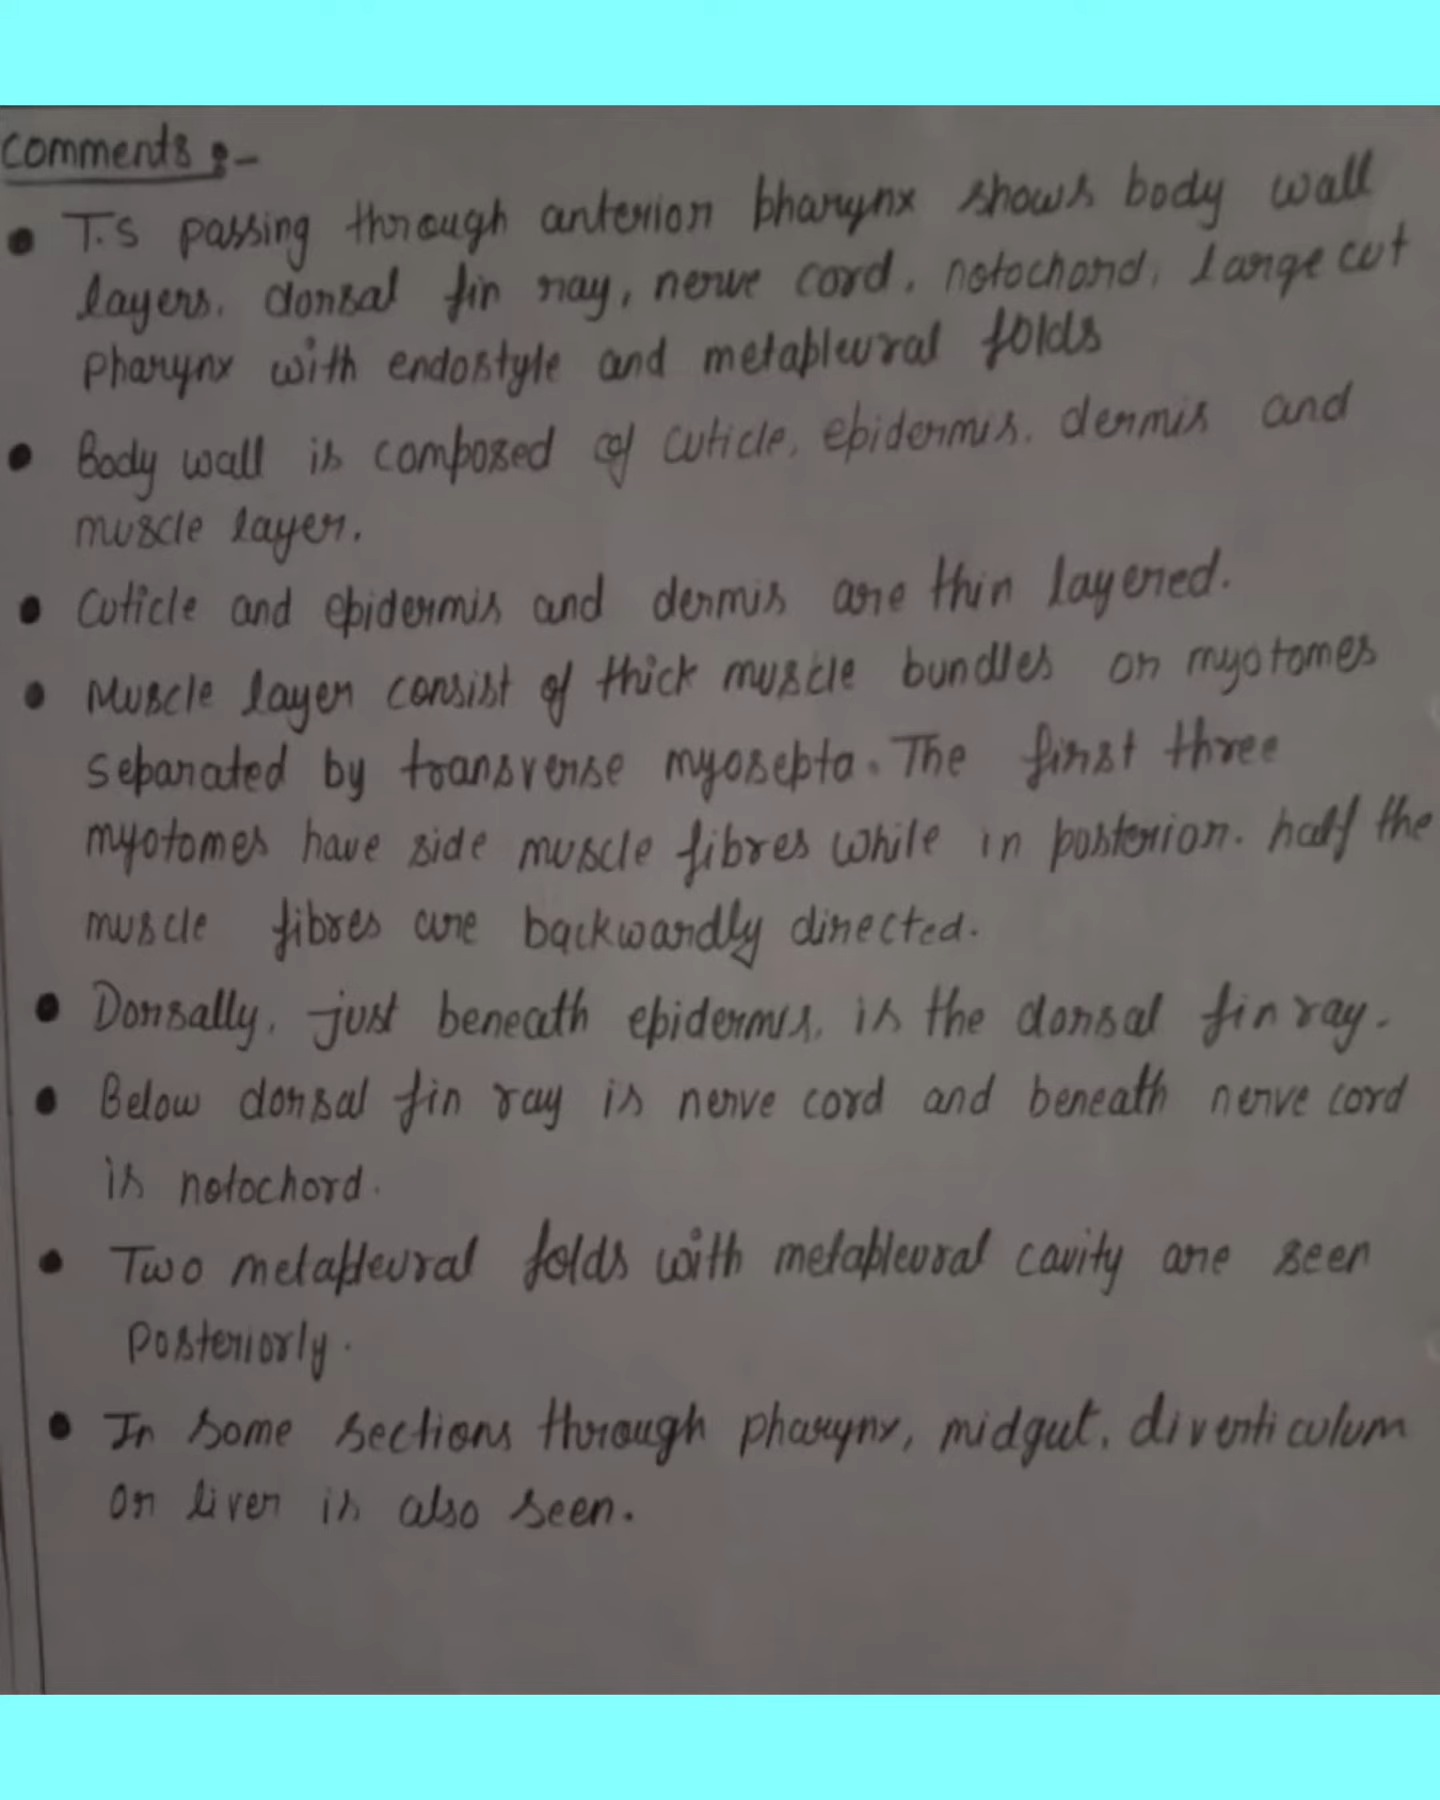 comments :-
• T.S passing through anterior pharynx shows body wall
layers, dorsal fin ray, nerve cord, notochord, large cut
pharynx with endostyle and metapleural folds
• Body wall is composed of cuticle, epidermis, dermis and
muscle layer.
• Cuticle and epidermis and dermis are thin layered.
• Muscle layer consist of thick muscle bundles or myotomes
separated by transverse myosepta. The first three
myotomes have side muscle fibres while in posterior. half the
muscle fibres are backwardly directed.
• Dorsally, just beneath epidermis, is the dorsal fin ray.
• Below dorsal fin ray is nerve cord and beneath nerve cord
is notochord.
• Two metapleural folds with metapleural cavity are seen
Posteriorly.
• In some sections through pharynx, midgut, diverticulum
or liver is also seen.